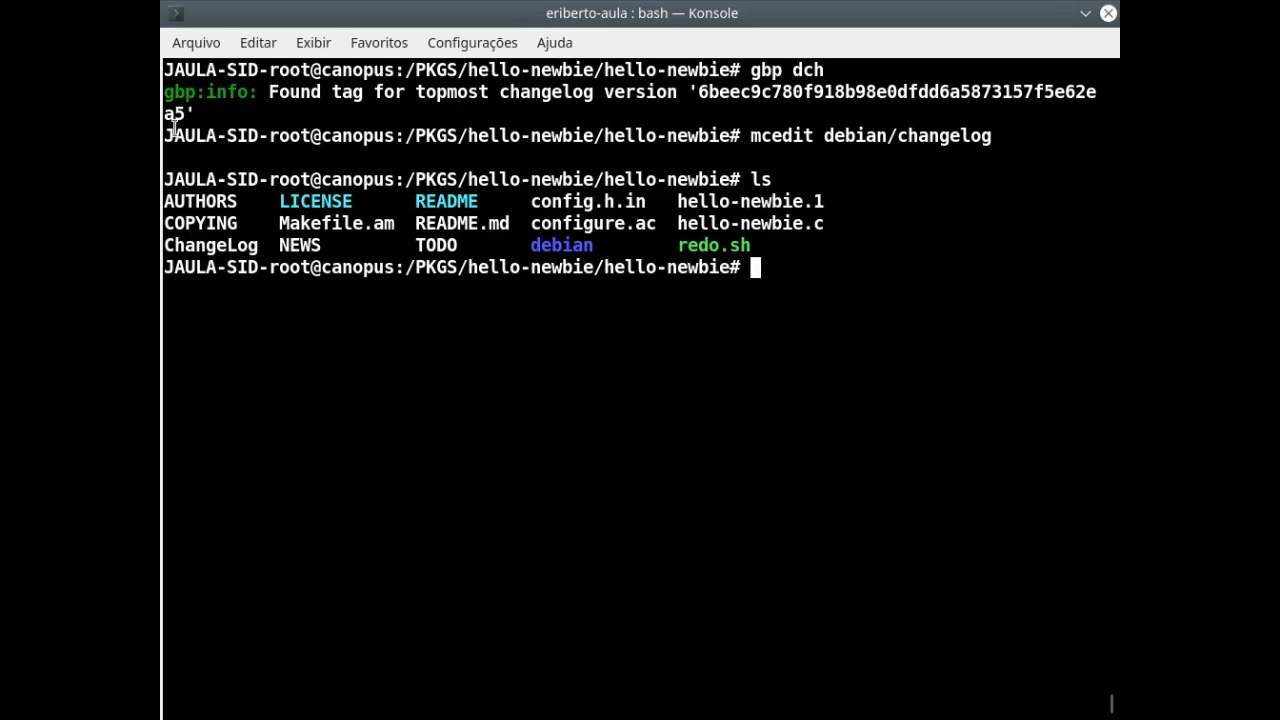 eriberto-aula : bash — Konsole
Arquivo Editar Exibir Favoritos Configurações Ajuda
JAULA-SID-root@canopus:/PKGS/hello-newbie/hello-newbie# gbp dch
gbp:info: Found tag for topmost changelog version '6beec9c780f918b98e0dfdd6a5873157f5e62e
a5'
JAULA-SID-root@canopus:/PKGS/hello-newbie/hello-newbie# mcedit debian/changelog
JAULA-SID-root@canopus:/PKGS/hello-newbie/hello-newbie# ls
AUTHORS LICENSE README config.h.in hello-newbie.1
COPYING Makefile.am README.md configure.ac hello-newbie.c
ChangeLog NEWS TODO debian redo.sh
JAULA-SID-root@canopus:/PKGS/hello-newbie/hello-newbie#